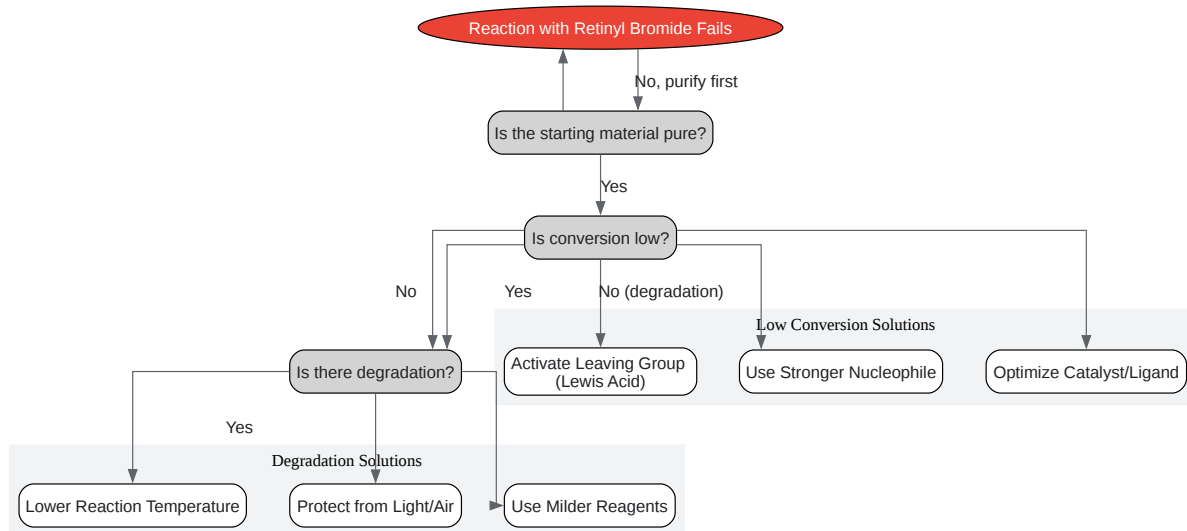 Reaction with Retinyl Bromide Fails
No, purify first
Is the starting material pure?
Yes
Is conversion low?
No
Yes
No (degradation)
Low Conversion Solutions
Is there degradation?
Activate Leaving Group
(Lewis Acid)
Use Stronger Nucleophile
Optimize Catalyst/Ligand
Yes
Degradation Solutions
Lower Reaction Temperature
Protect from Light/Air
Use Milder Reagents